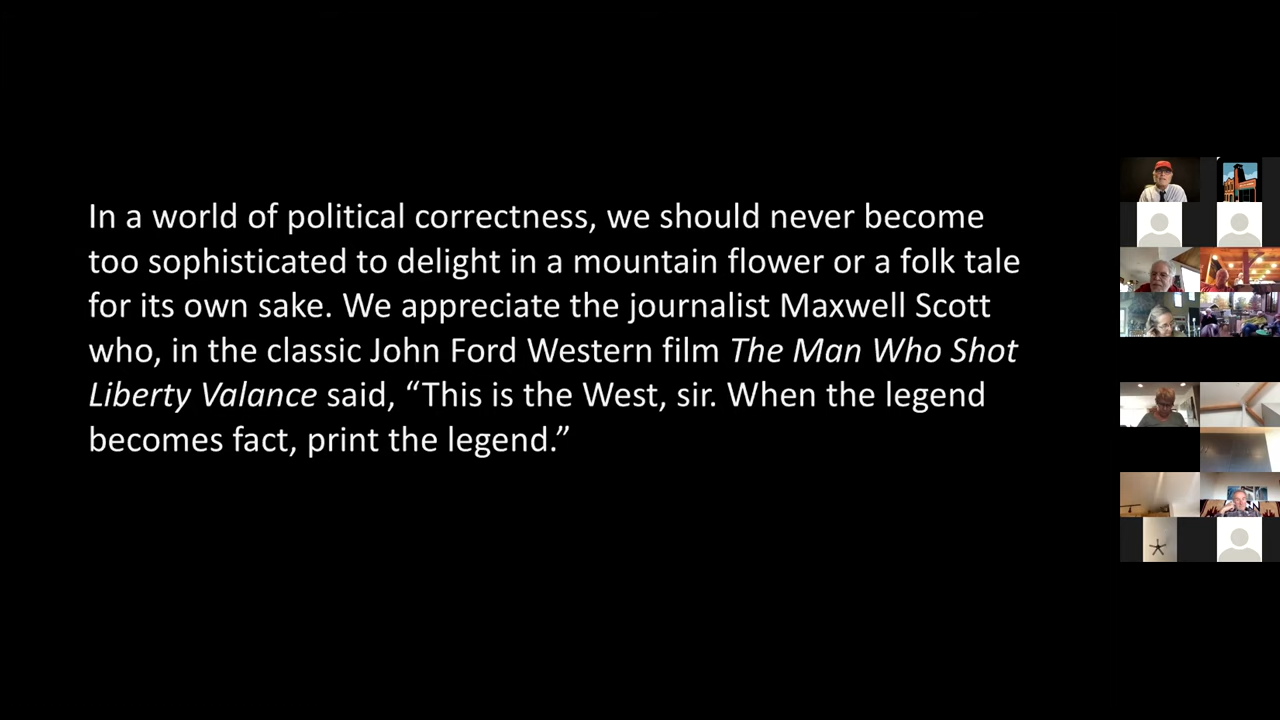 In a world of political correctness, we should never become
too sophisticated to delight in a mountain flower or a folk tale
for its own sake. We appreciate the journalist Maxwell Scott
who, in the classic John Ford Western film The Man Who Shot
Liberty Valance said, “This is the West, sir. When the legend
becomes fact, print the legend.”